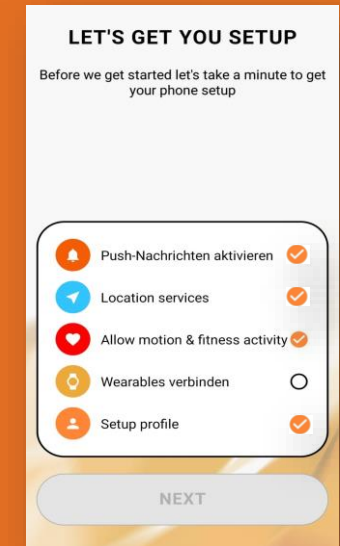 LET'S GET YOU SETUP
Before we get started let's take a minute to get
your phone setup
Push-Nachrichten aktivieren
Location services
Allow motion & fitness activity
Wearables verbinden
Setup profile
NEXT